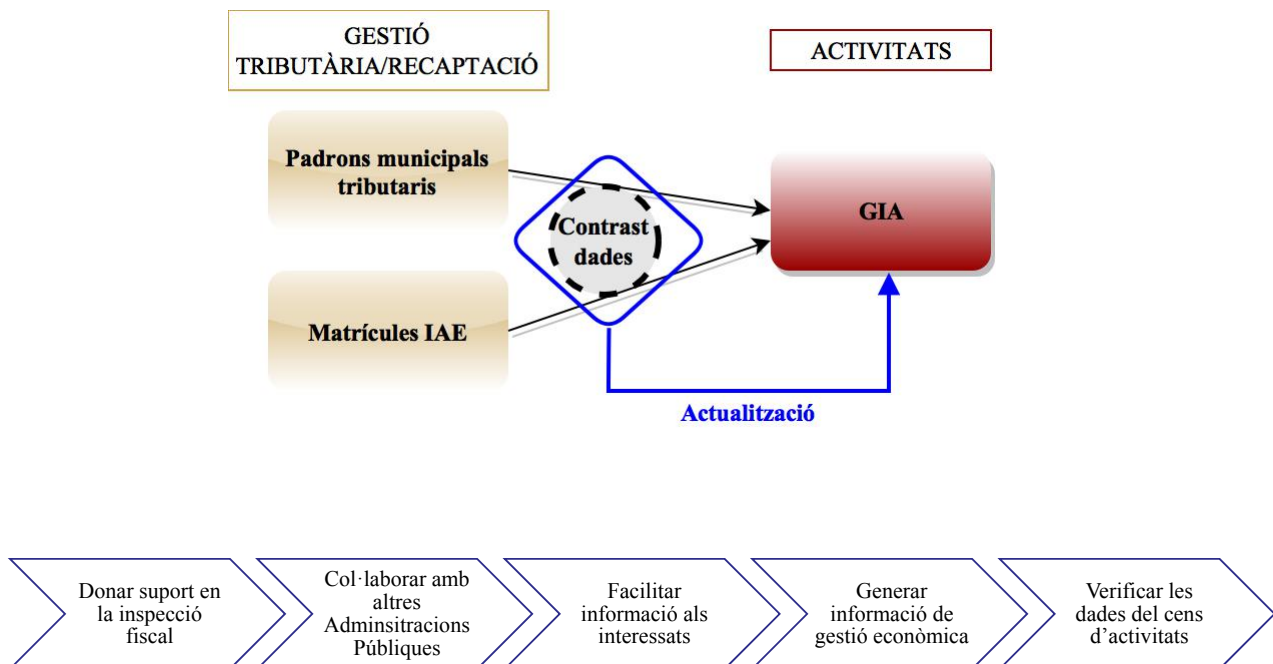 GESTIÓ
TRIBUTÀRIA/RECAPTACIÓ
ACTIVITATS
Padrons municipals
tributaris
GIA
Contrast
dades
Matrícules IAE
Actualització
Donar suport en
la inspecció
fiscal
Col·laborar amb
altres
Adminsitracions
Públiques
Facilitar
informació als
interessats
Generar
informació de
gestió econòmica
Verificar les
dades del cens
d’activitats